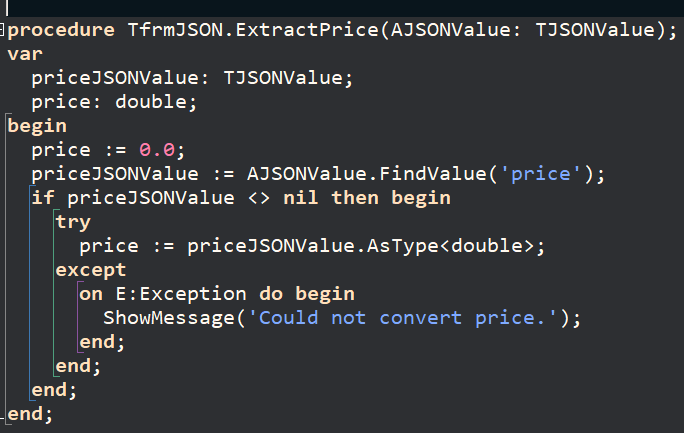 procedure TfrmJSON.ExtractPrice(AJSONValue: TJSONValue);
var
  priceJSONValue: TJSONValue;
  price: double;
begin
  price := 0.0;
  priceJSONValue := AJSONValue.FindValue('price');
  if priceJSONValue <> nil then begin
    try
      price := priceJSONValue.AsType<double>;
    except
      on E:Exception do begin
        ShowMessage('Could not convert price.');
      end;
    end;
  end;
end;